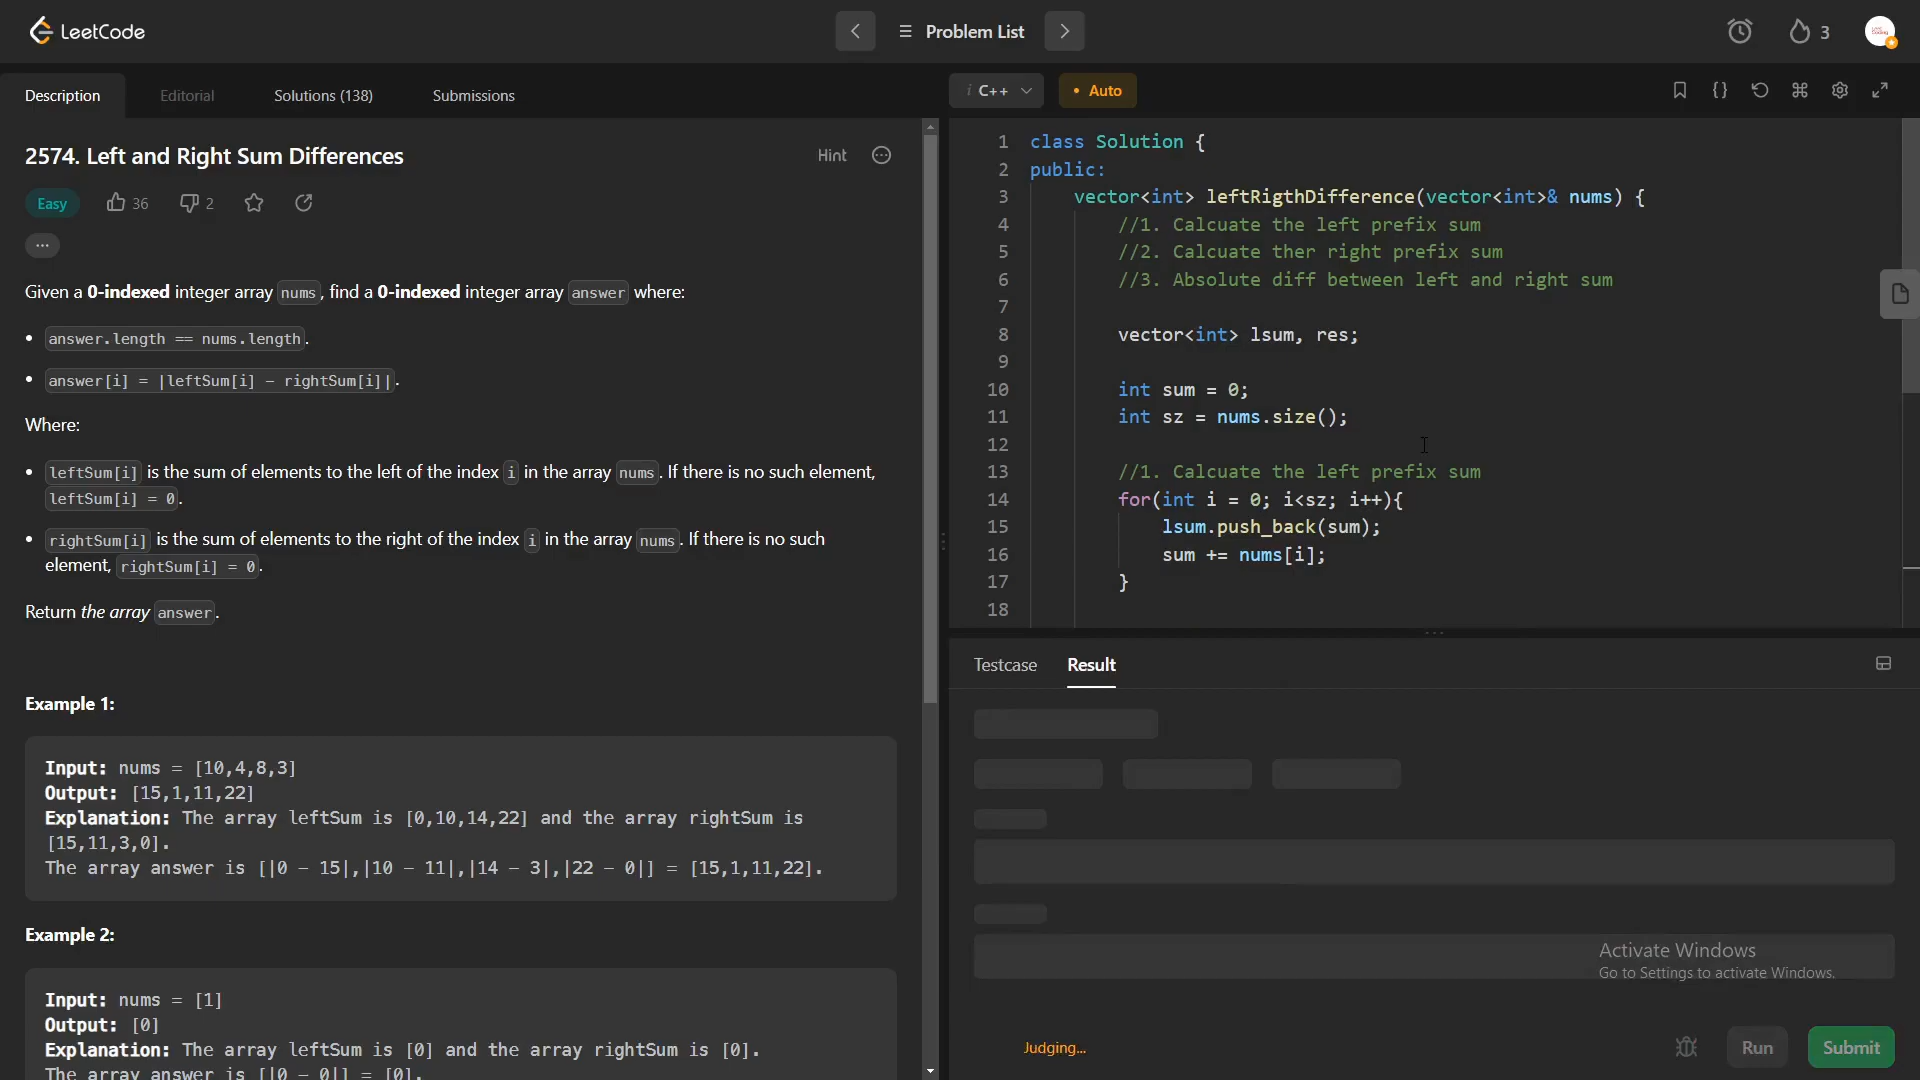 LeetCode
Problem List
3
Description
Editorial
Solutions (138)
Submissions
2574. Left and Right Sum Differences
Hint
Easy
36
2
Given a 0-indexed integer array nums, find a 0-indexed integer array answer where:
• answer.length == nums.length.
• answer[i] = |leftSum[i] - rightSum[i]|.
Where:
• leftSum[i] is the sum of elements to the left of the index i in the array nums. If there is no such element,
leftSum[i] = 0.
• rightSum[i] is the sum of elements to the right of the index i in the array nums. If there is no such
element, rightSum[i] = 0.
Return the array answer.
Example 1:
Input: nums = [10,4,8,3]
Output: [15,1,11,22]
Explanation: The array leftSum is [0,10,14,22] and the array rightSum is
[15,11,3,0].
The array answer is [|0 - 15|,|10 - 11|,|14 - 3|,|22 - 0|] = [15,1,11,22].
Example 2:
Input: nums = [1]
Output: [0]
Explanation: The array leftSum is [0] and the array rightSum is [0].
The array answer is [|0 - 0|] = [0].
i C++
• Auto
1 class Solution {
2 public:
3 vector<int> leftRigthDifference(vector<int>& nums) {
4 //1. Calcuate the left prefix sum
5 //2. Calcuate ther right prefix sum
6 //3. Absolute diff between left and right sum
7
8 vector<int> lsum, res;
9
10 int sum = 0;
11 int sz = nums.size();
12
13 //1. Calcuate the left prefix sum
14 for(int i = 0; i<sz; i++){
15 lsum.push_back(sum);
16 sum += nums[i];
17 }
18
Testcase
Result
Activate Windows
Go to Settings to activate Windows.
Judging...
Run
Submit